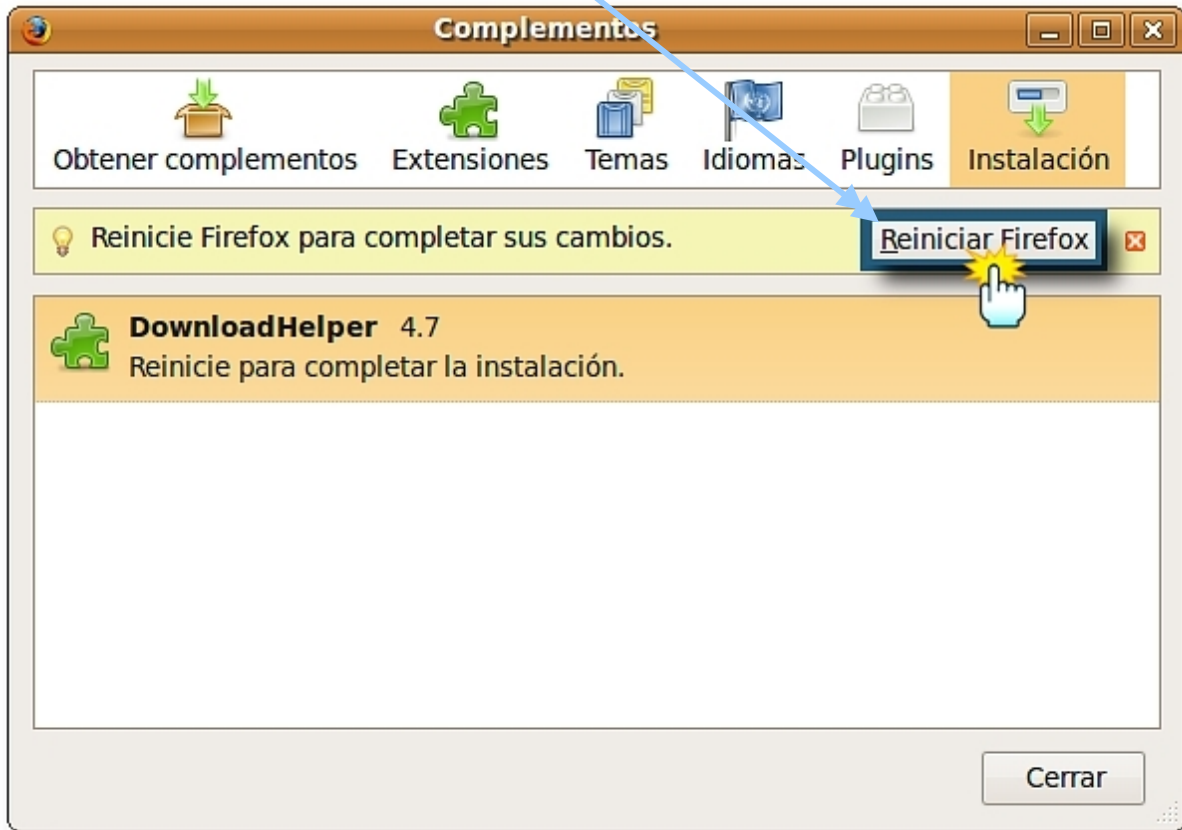 Complementos
Obtener complementos Extensiones Temas Idiomas Plugins Instalación
Reinicie Firefox para completar sus cambios. Reiniciar Firefox
DownloadHelper 4.7
Reinicie para completar la instalación.
Cerrar